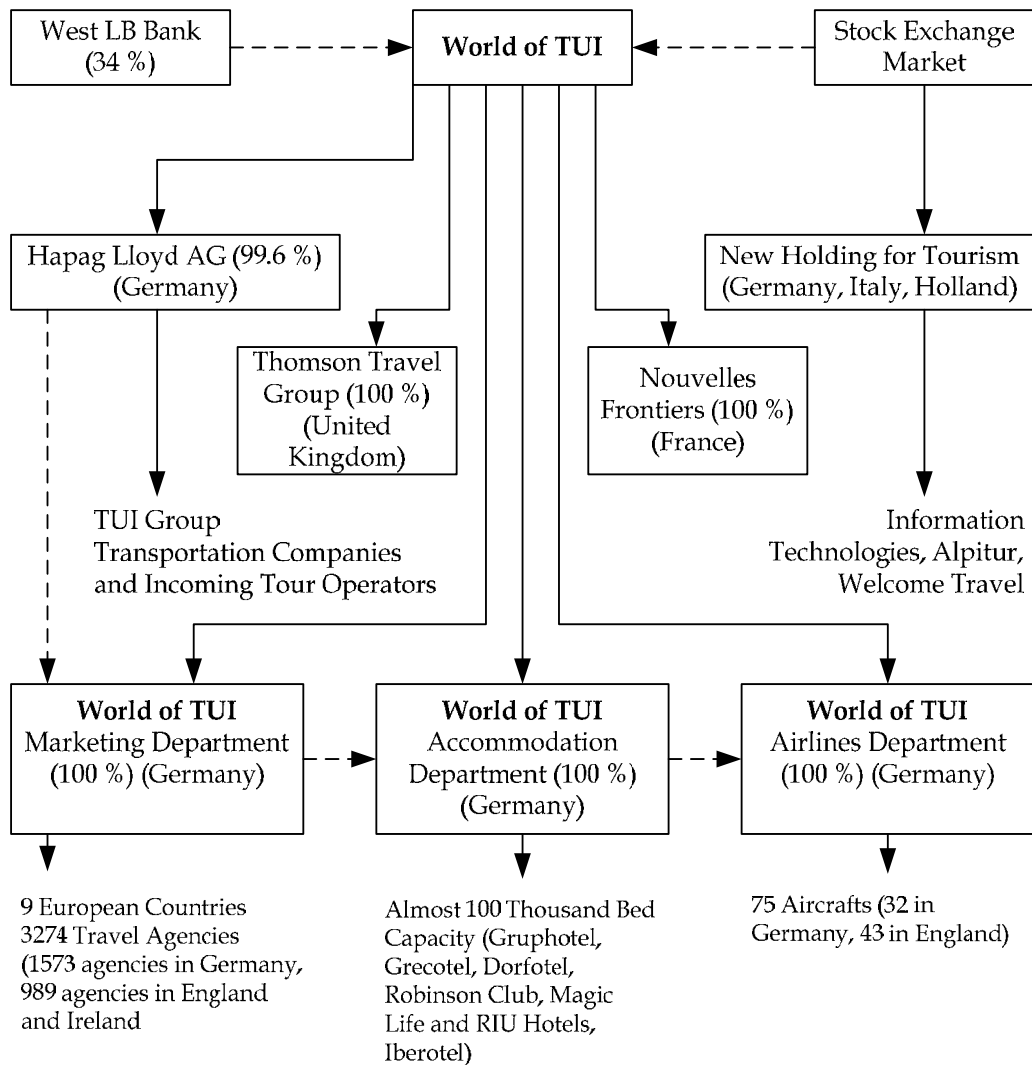 West LB Bank
(34 %)
World of TUI
Stock Exchange
Market
Hapag Lloyd AG (99.6 %)
(Germany)
New Holding for Tourism
(Germany, Italy, Holland)
Thomson Travel
Group (100 %)
(United
Kingdom)
Nouvelles
Frontiers (100 %)
(France)
TUI Group
Transportation Companies
and Incoming Tour Operators
Information
Technologies, Alpitur,
Welcome Travel
World of TUI
Marketing Department
(100 %) (Germany)
World of TUI
Accommodation
Department (100 %)
(Germany)
World of TUI
Airlines Department
(100 %) (Germany)
9 European Countries
3274 Travel Agencies
(1573 agencies in Germany,
989 agencies in England
and Ireland
Almost 100 Thousand Bed
Capacity (Gruphotel,
Grecotel, Dorfotel,
Robinson Club, Magic
Life and RIU Hotels,
Iberotel)
75 Aircrafts (32 in
Germany, 43 in England)